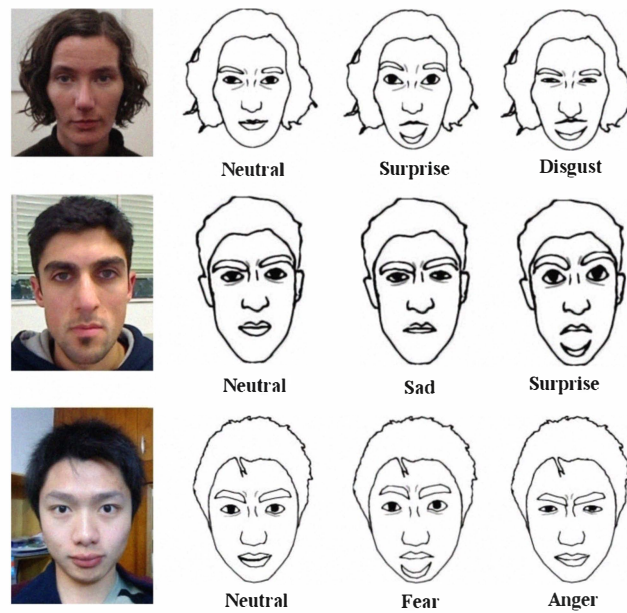 Neutral
Surprise
Disgust
Neutral
Sad
Surprise
Neutral
Fear
Anger